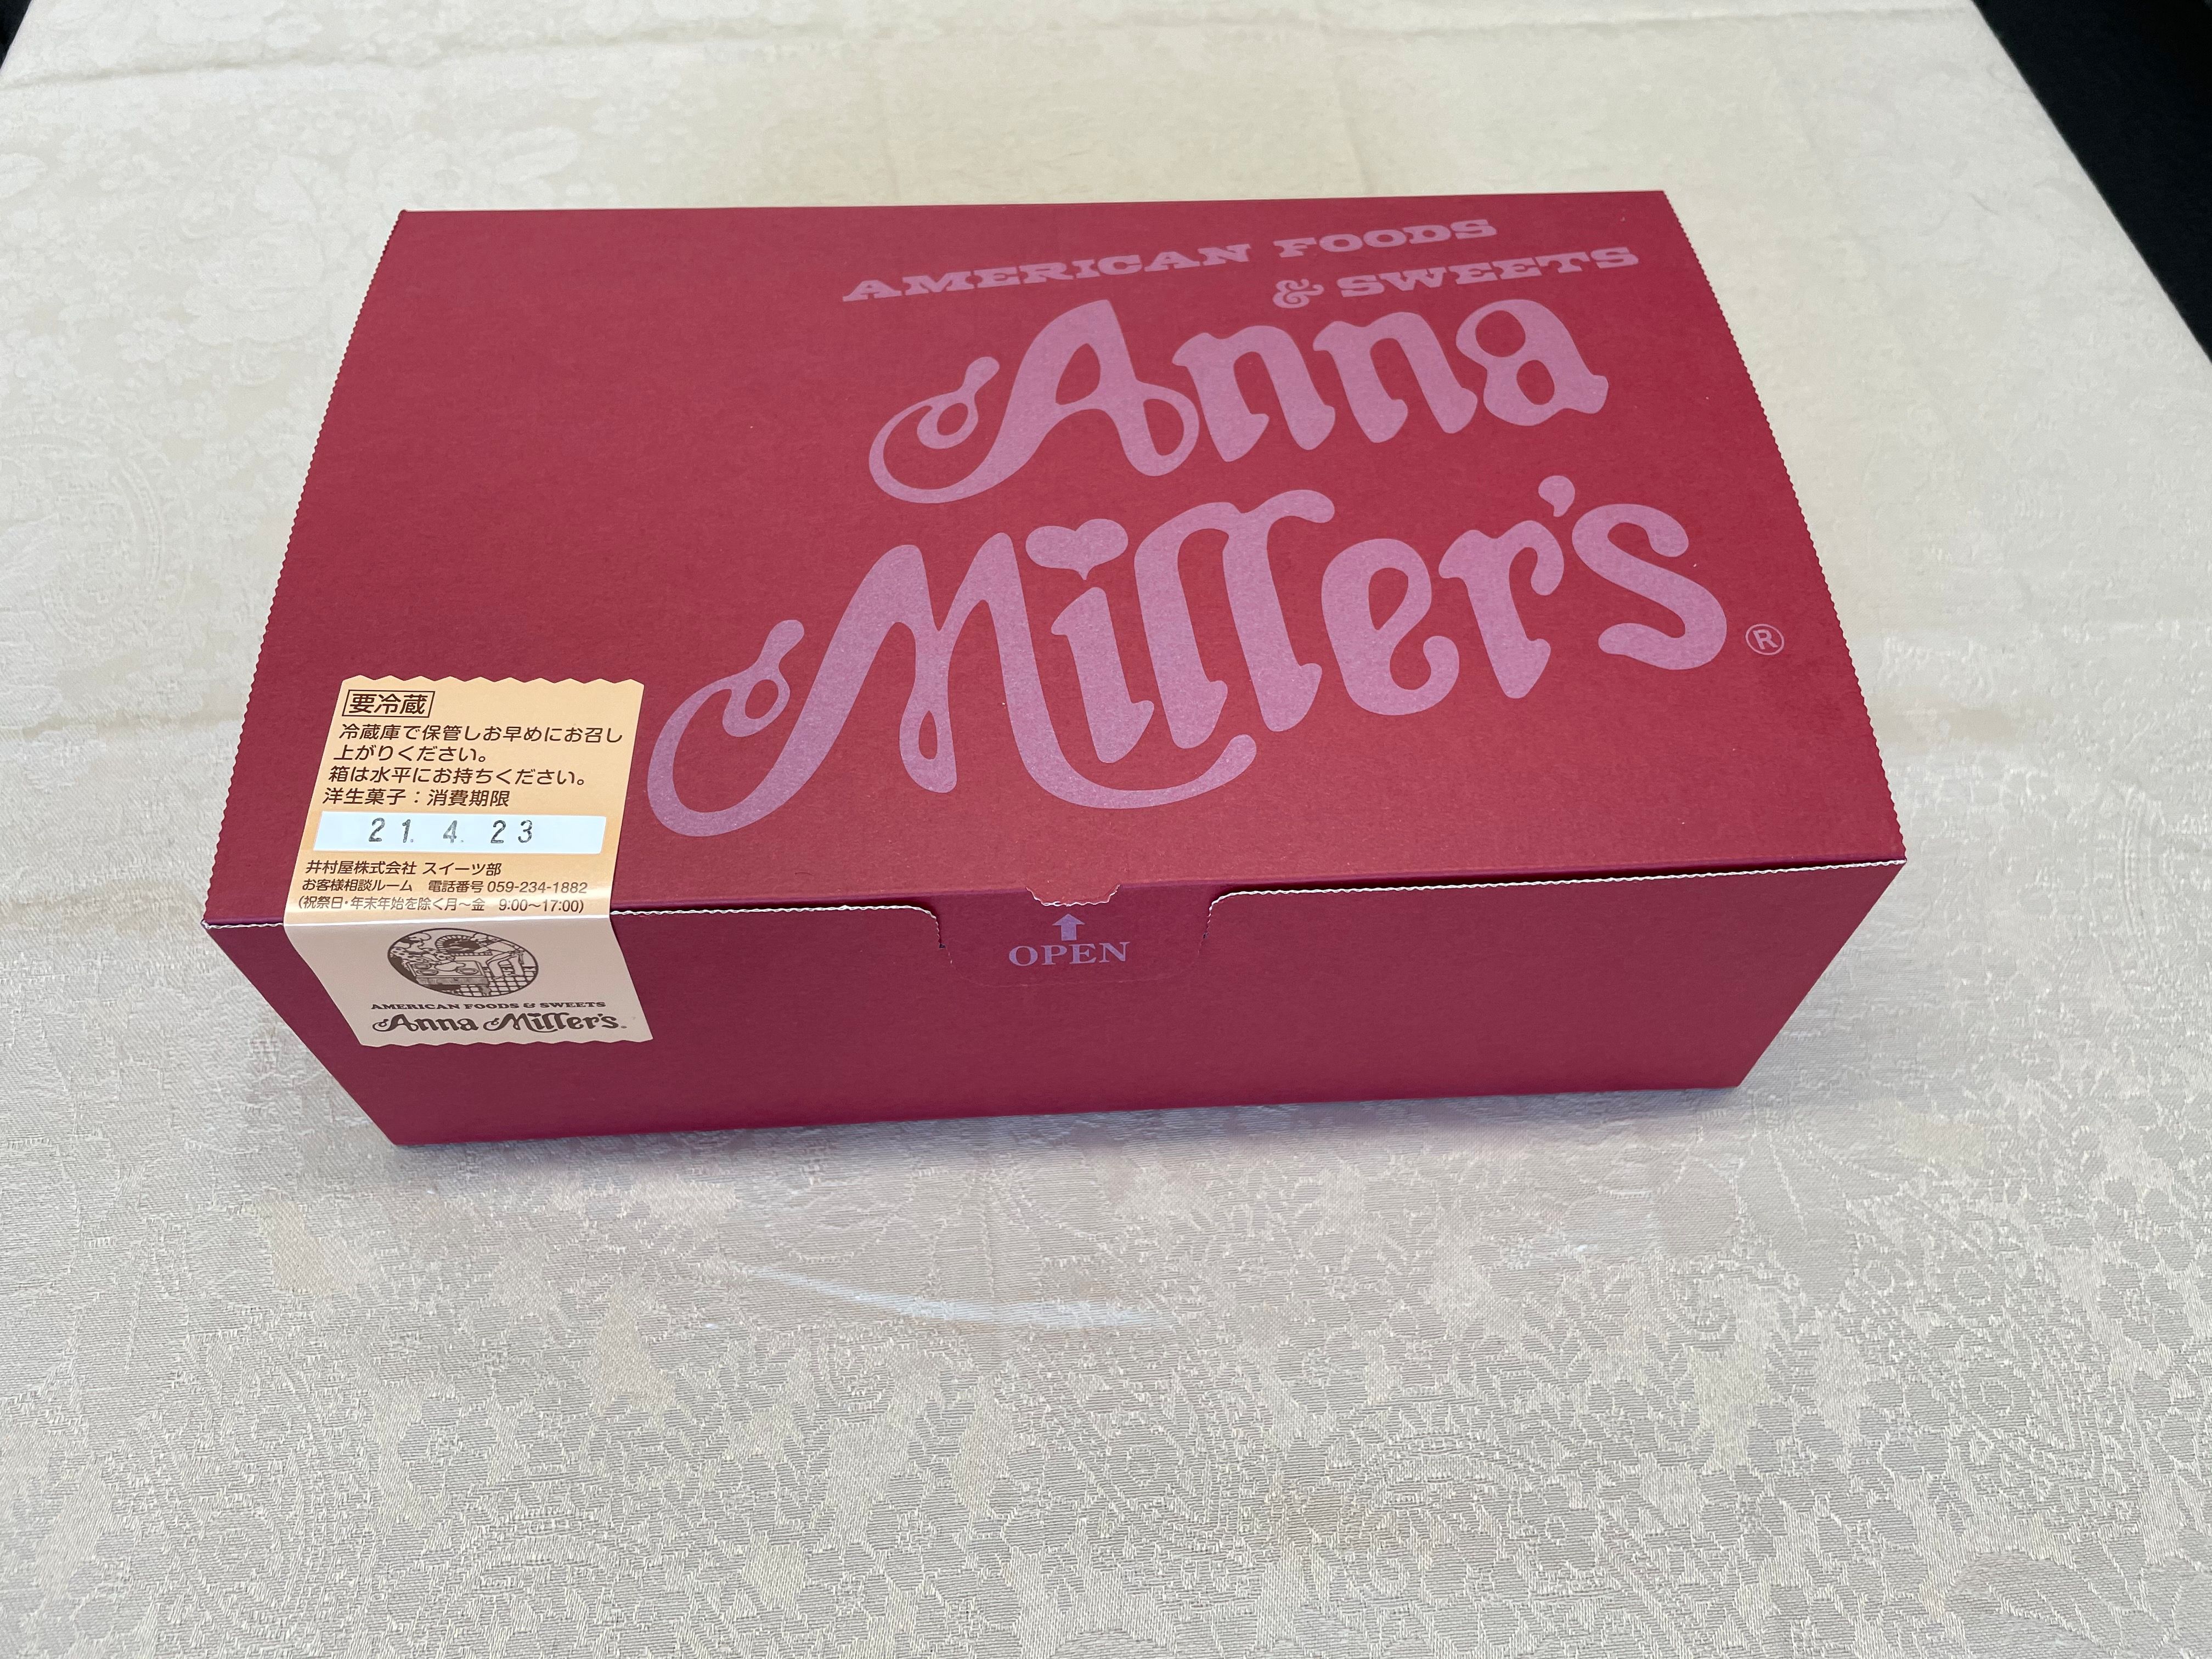 AMERICAN FOODS
& SWEETS
Anna
Miller's®
要冷蔵
冷蔵庫で保管しお早めにお召し
上がりください。
箱は水平にお持ちください。
洋生菓子：消費期限
21. 4. 23
井村屋株式会社 スイーツ部
お客様相談ルーム 電話番号 059-234-1882
(祝祭日・年末年始を除く月～金 9:00～17:00)
AMERICAN FOODS & SWEETS
Anna Miller's®
OPEN